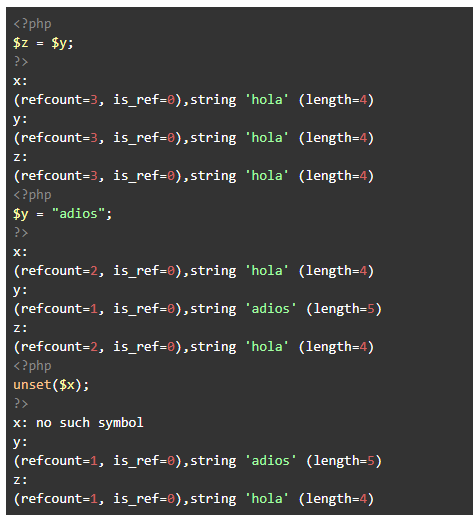 <?php
$z = $y;
?>
x:
(refcount=3, is_ref=0),string 'hola' (length=4)
y:
(refcount=3, is_ref=0),string 'hola' (length=4)
z:
(refcount=3, is_ref=0),string 'hola' (length=4)
<?php
$y = "adios";
?>
x:
(refcount=2, is_ref=0),string 'hola' (length=4)
y:
(refcount=1, is_ref=0),string 'adios' (length=5)
z:
(refcount=2, is_ref=0),string 'hola' (length=4)
<?php
unset($x);
?>
x: no such symbol
y:
(refcount=1, is_ref=0),string 'adios' (length=5)
z:
(refcount=1, is_ref=0),string 'hola' (length=4)